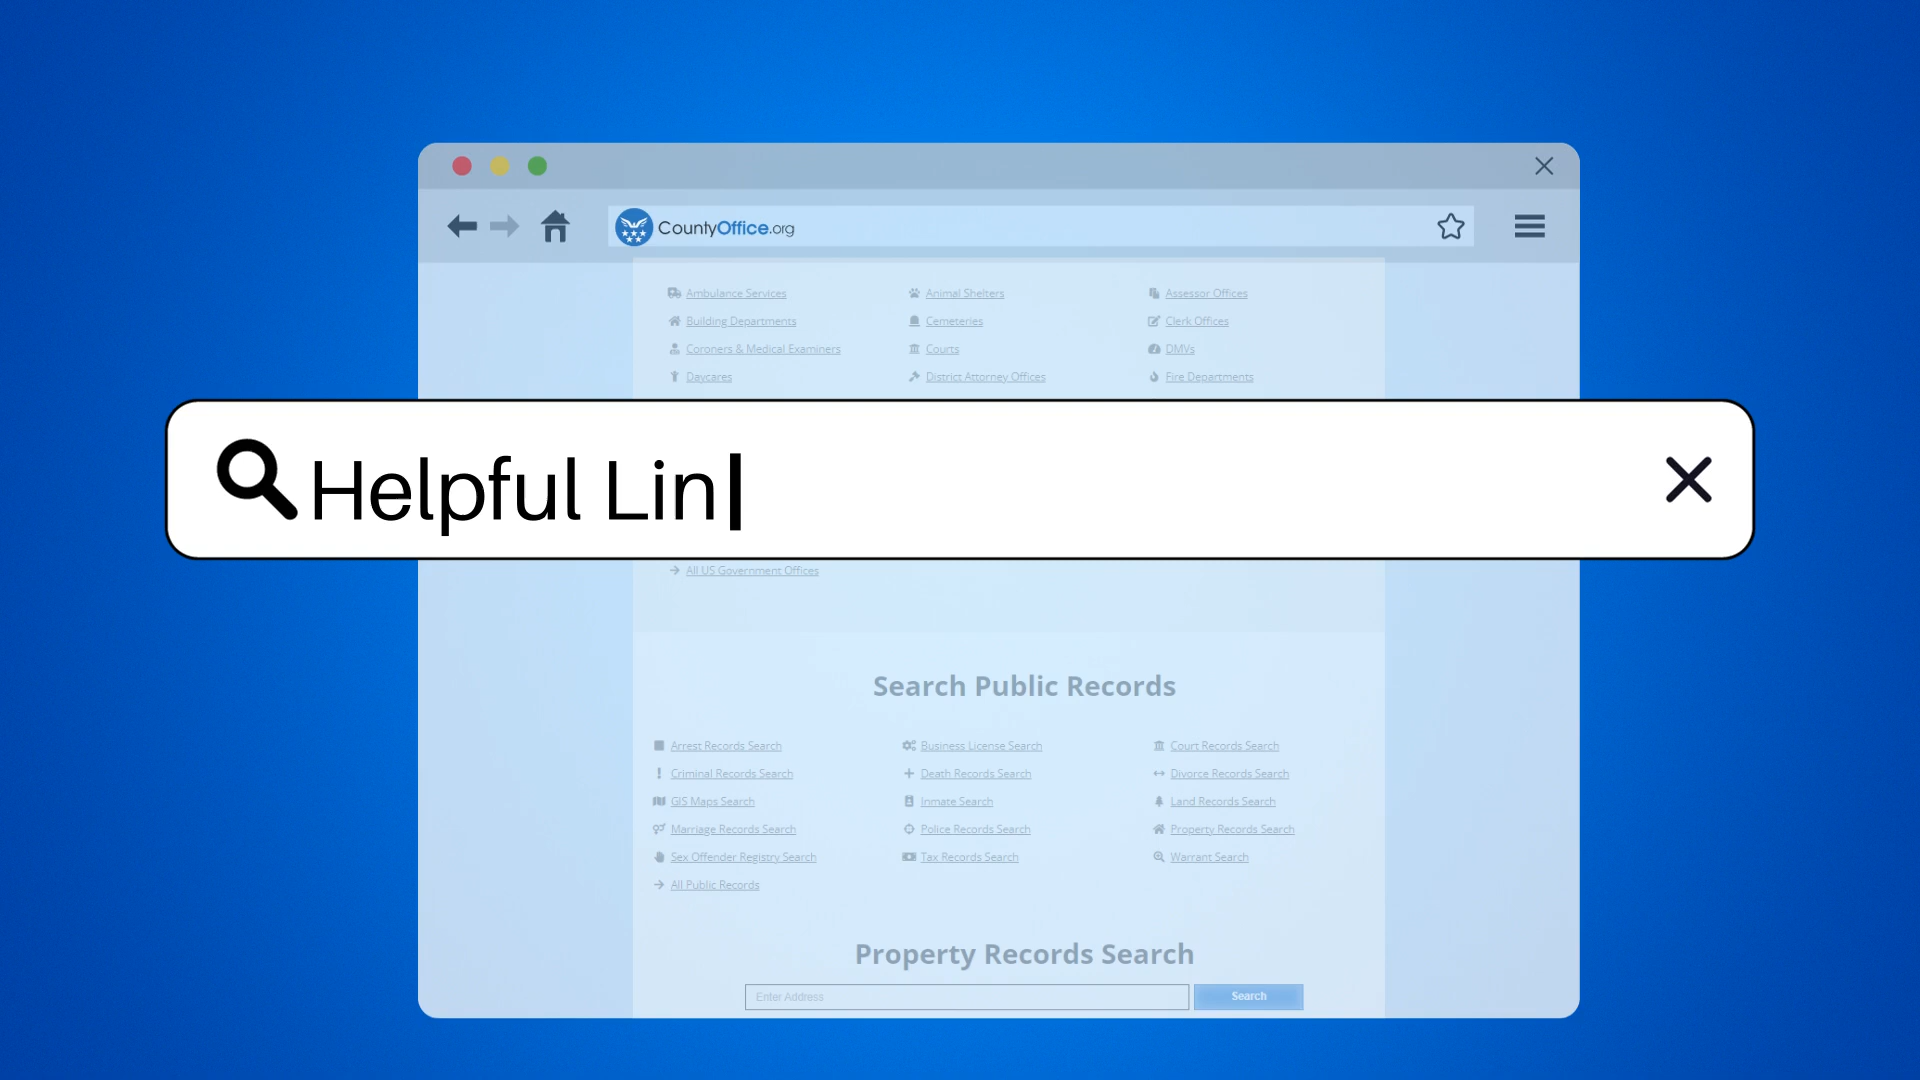 CountyOffice.org
Ambulance Services Animal Shelters Assessor Offices
Building Departments Cemeteries Clerk Offices
Coroners & Medical Examiners Courts DMVs
Daycares District Attorney Offices Fire Departments
Helpful Lin
All US Government Offices
Search Public Records
Arrest Records Search Business License Search Court Records Search
Criminal Records Search Death Records Search Divorce Records Search
GIS Maps Search Inmate Search Land Records Search
Marriage Records Search Police Records Search Property Records Search
Sex Offender Registry Search Tax Records Search Warrant Search
All Public Records
Property Records Search
Enter Address Search